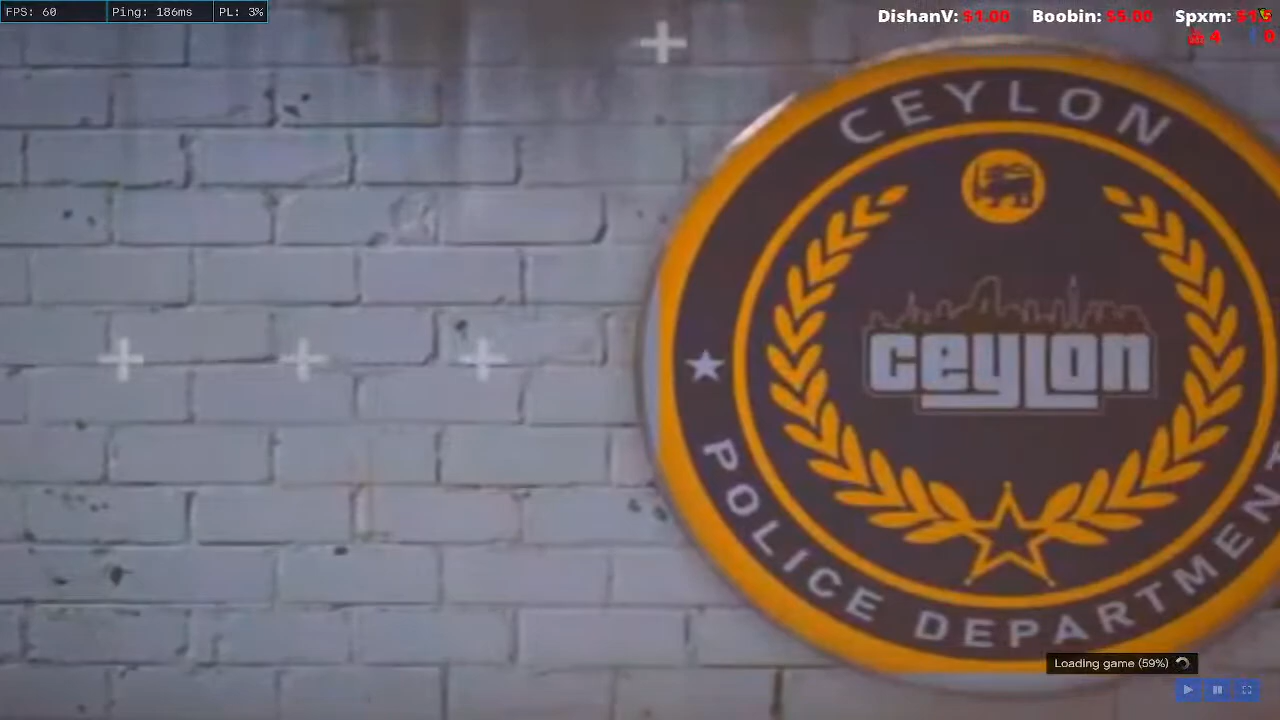 FPS: 60 Ping: 186ms PL: 3%
DishanV: $1.00 Boobin: $5.00 Spxm:
4 0
CEYLON
ceylon
POLICE DEPARTMENT
Loading game (59%)